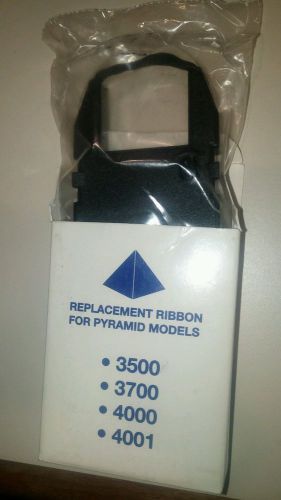 REPLACEMENT RIBBON
FOR PYRAMID MODELS
• 3500
• 3700
• 4000
• 4001